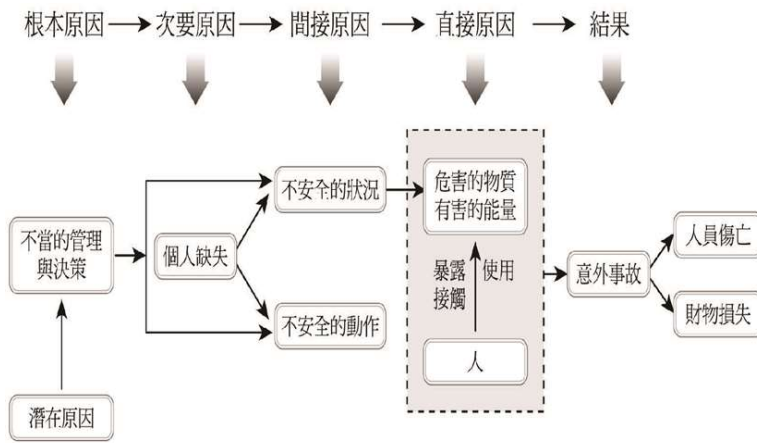 根本原因 次要原因 間接原因 直接原因 結果
不當的管理
與決策
潛在原因
個人缺失
不安全的狀況
不安全的動作
危害的物質
有害的能量
暴露 使用
接觸
人
意外事故
人員傷亡
財物損失